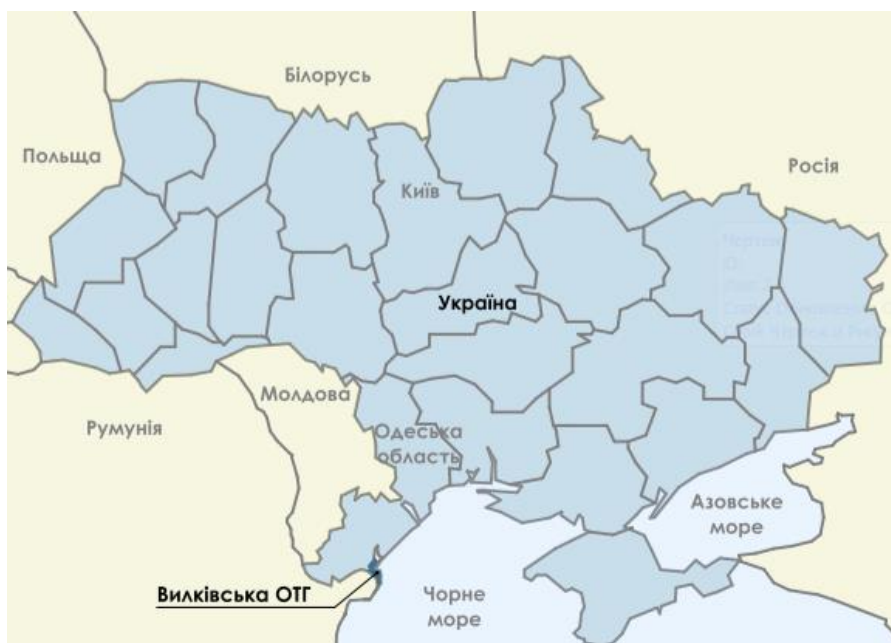 Білорусь
Польща
Росія
Київ
Україна
Молдова
Румунія
Одеська
область
Азовське
море
Вилківська ОТГ
Чорне
море